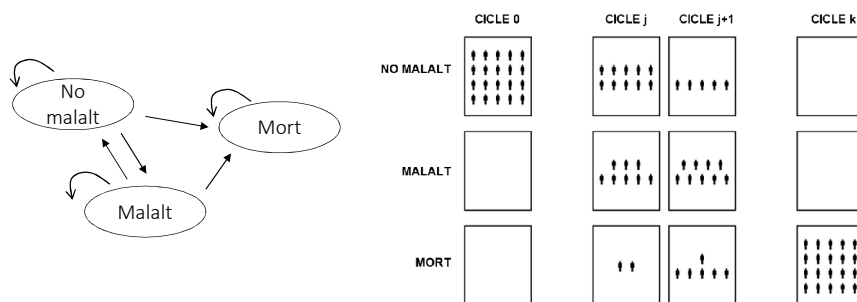 No
malalt
Mort
Malalt
CICLE 0
CICLE j
CICLE j+1
CICLE k
NO MALALT
MALALT
MORT